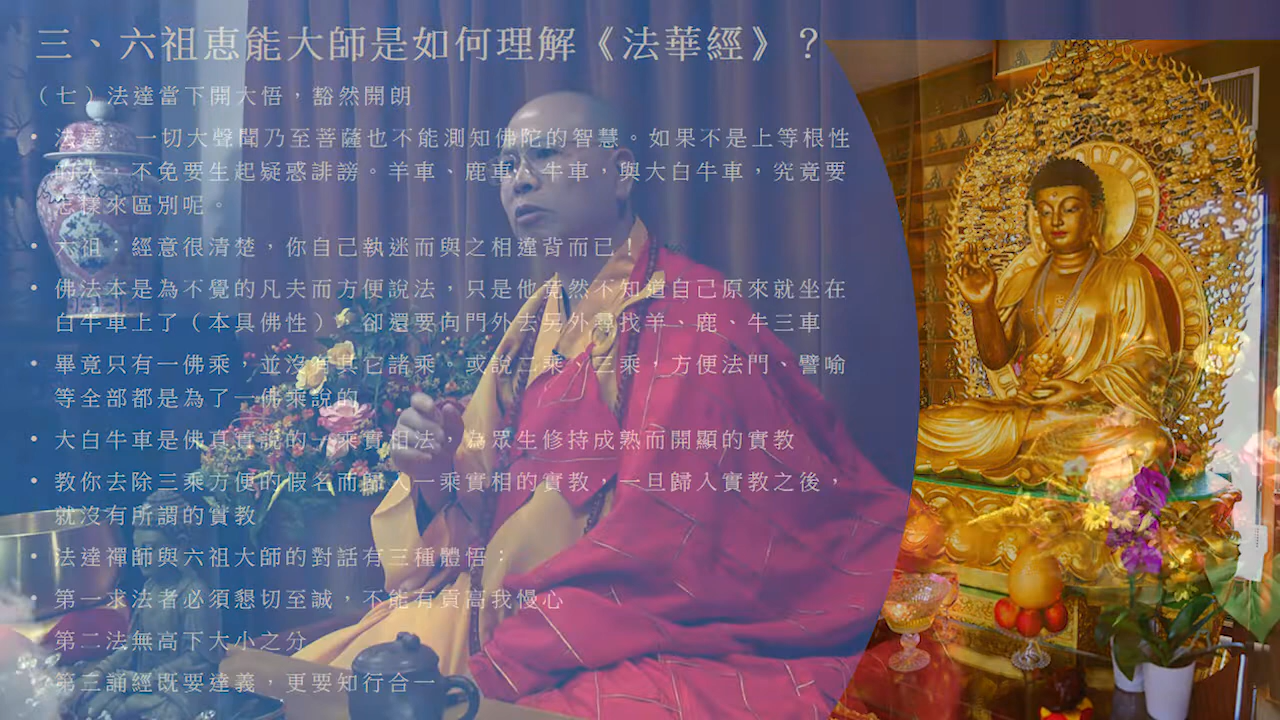 三、六祖惠能大師是如何理解《法華經》？
（七）法達當下開大悟，豁然開朗
• 法達：一切大聲聞乃至菩薩也不能測知佛陀的智慧。如果不是上等根性
的人，不免要生起疑惑誹謗。羊車、鹿車、牛車，與大白牛車，究竟要
怎樣來區別呢。
• 六祖：經意很清楚，你自己執迷而與之相違背而已！
• 佛法本是為不覺的凡夫而方便說法，只是他竟然不知道自己原來就坐在
白牛車上了（本具佛性），卻還要向門外去另外尋找羊、鹿、牛三車
• 畢竟只有一佛乘，並沒有其它諸乘。或說二乘、三乘，方便法門、譬喻
等全部都是為了一佛乘說的
• 大白牛車是佛真實說的一乘實相法，為眾生修持成熟而開顯的實教
• 教你去除三乘方便的假名而歸入一乘實相的實教，一旦歸入實教之後，
就沒有所謂的實教
• 法達禪師與六祖大師的對話有三種體悟：
• 第一求法者必須懇切至誠，不能有貢高我慢心
• 第二法無高下大小之分
• 第三誦經既要達義，更要知行合一